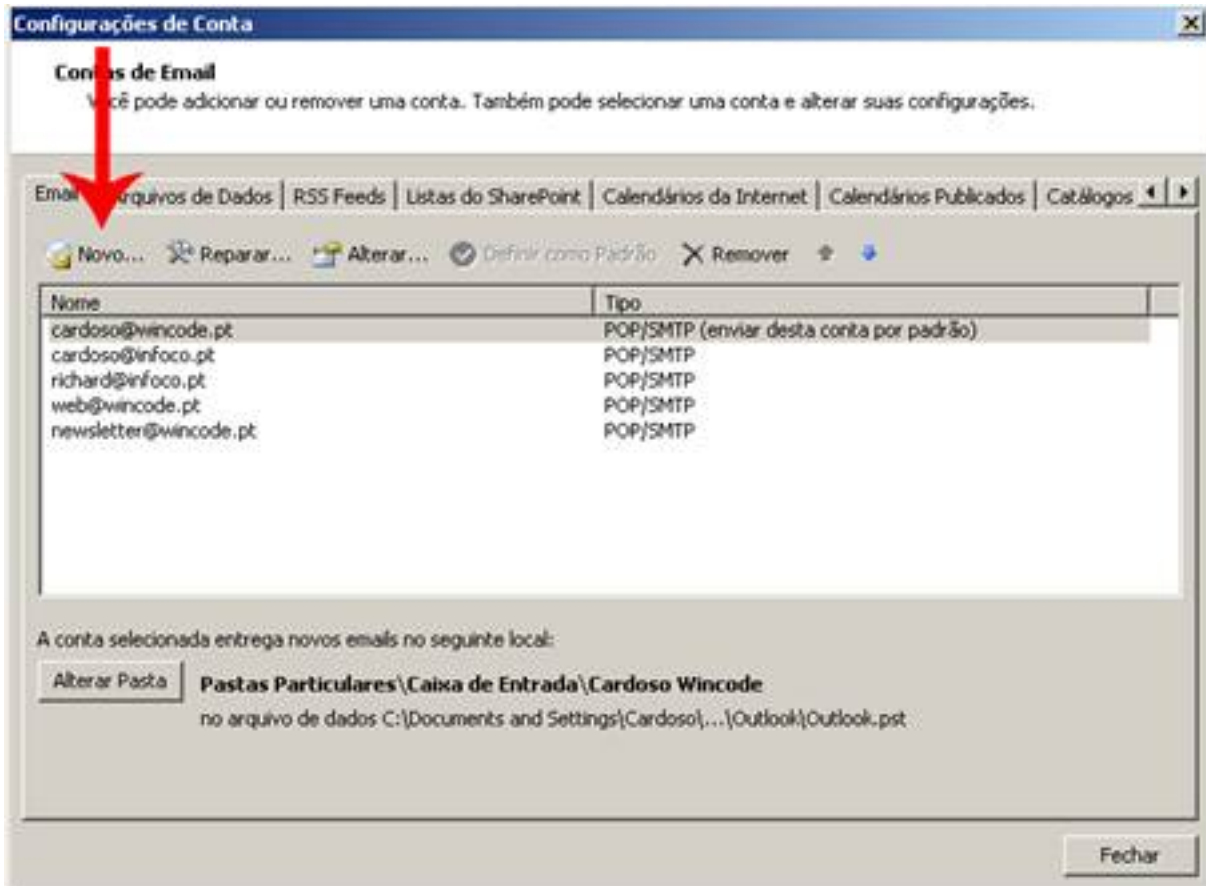 Configurações de Conta
Contas de Email
Você pode adicionar ou remover uma conta. Também pode selecionar uma conta e alterar suas configurações.
Email Arquivos de Dados RSS Feeds Listas do SharePoint Calendários da Internet Calendários Publicados Catálogos
Novo... Reparar... Alterar... Definir como Padrão Remover
Nome Tipo
cardoso@wincode.pt POP/SMTP (enviar desta conta por padrão)
cardoso@infoco.pt POP/SMTP
richard@infoco.pt POP/SMTP
web@wincode.pt POP/SMTP
newsletter@wincode.pt POP/SMTP
A conta selecionada entrega novos emails no seguinte local:
Alterar Pasta Pastas Particulares\Caixa de Entrada\Cardoso Wincode
no arquivo de dados C:\Documents and Settings\Cardoso\...\Outlook\Outlook.pst
Fechar